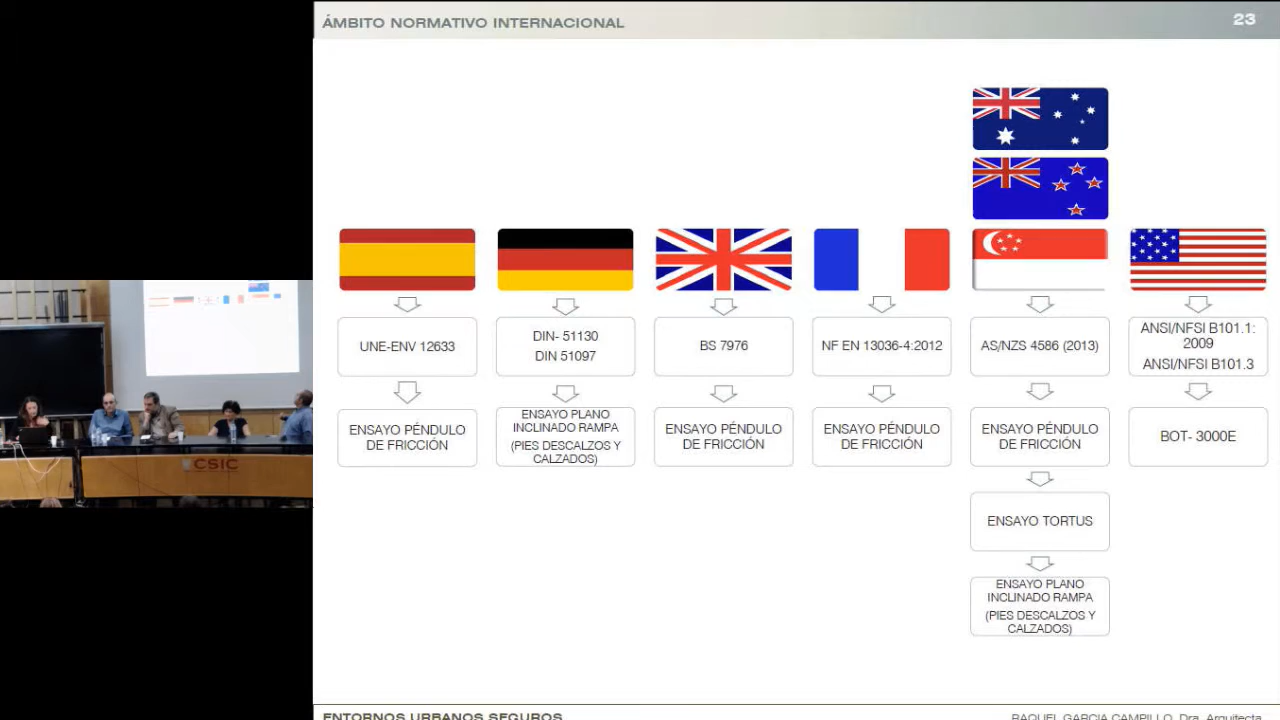 ÁMBITO NORMATIVO INTERNACIONAL
23
UNE-ENV 12633
ENSAYO PÉNDULO
DE FRICCIÓN
DIN- 51130
DIN 51097
ENSAYO PLANO
INCLINADO RAMPA
(PIES DESCALZOS Y
CALZADOS)
BS 7976
ENSAYO PÉNDULO
DE FRICCIÓN
NF EN 13036-4:2012
ENSAYO PÉNDULO
DE FRICCIÓN
AS/NZS 4586 (2013)
ENSAYO PÉNDULO
DE FRICCIÓN
ENSAYO TORTUS
ENSAYO PLANO
INCLINADO RAMPA
(PIES DESCALZOS Y
CALZADOS)
ANSI/NFSI B101.1:
2009
ANSI/NFSI B101.3
BOT- 3000E
CSIC
ENTORNOS URBANOS SEGUROS
RAQUEL GARCIA CAMPILLO. Dra. Arquitecta